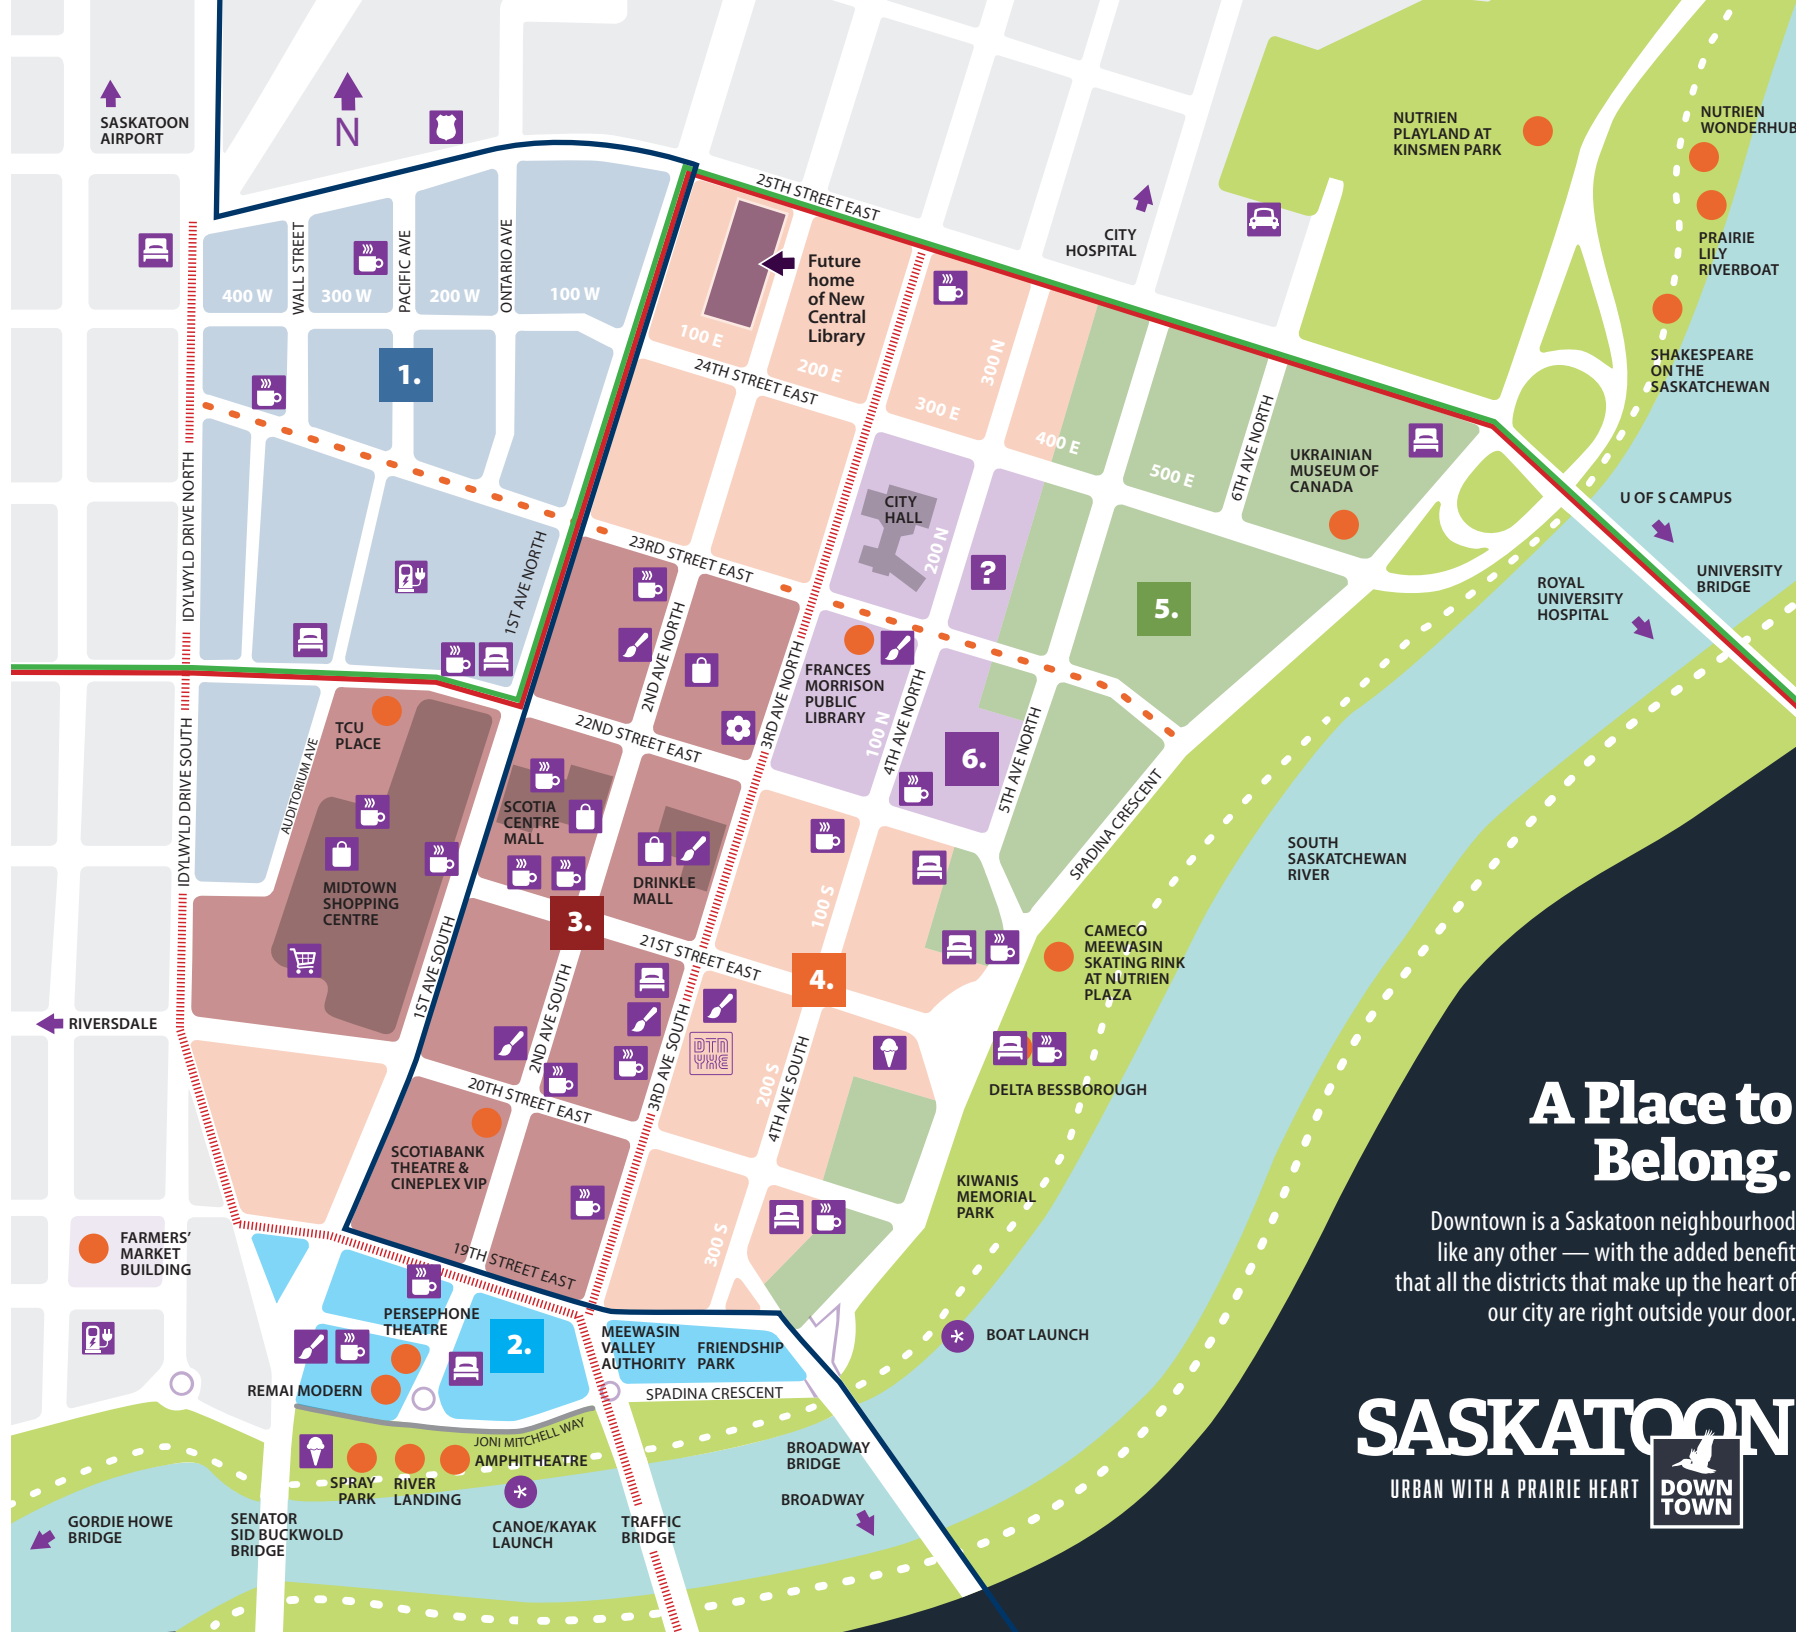 SASKATOON
AIRPORT
N
25TH STREET EAST
CITY
HOSPITAL
NUTRIEN
PLAYLAND AT
KINSMEN PARK
NUTRIEN
WONDERHUB
PRAIRIE
LILY
RIVERBOAT
SHAKESPEARE
ON THE
SASKATCHEWAN
WALL STREET
PACIFIC AVE
ONTARIO AVE
400 W
300 W
200 W
100 W
Future
home
of New
Central
Library
100 E
200 E
300 E
400 E
500 E
300 N
24TH STREET EAST
1.
6TH AVE NORTH
UKRAINIAN
MUSEUM OF
CANADA
CITY
HALL
200 N
?
U OF S CAMPUS
UNIVERSITY
BRIDGE
ROYAL
UNIVERSITY
HOSPITAL
IDYLWYLD DRIVE NORTH
1ST AVE NORTH
23RD STREET EAST
2ND AVE NORTH
3RD AVE NORTH
5.
FRANCES
MORRISON
PUBLIC
LIBRARY
100 N
4TH AVE NORTH
6.
5TH AVE NORTH
SPADINA CRESCENT
22ND STREET EAST
TCU
PLACE
AUDITORIUM AVE
IDYLWYLD DRIVE SOUTH
MIDTOWN
SHOPPING
CENTRE
SCOTIA
CENTRE
MALL
DRINKLE
MALL
3.
100 S
4.
SOUTH
SASKATCHEWAN
RIVER
CAMECO
MEEWASIN
SKATING RINK
AT NUTRIEN
PLAZA
21ST STREET EAST
1ST AVE SOUTH
2ND AVE SOUTH
3RD AVE SOUTH
4TH AVE SOUTH
200 S
DTN
YXE
RIVERSDALE
DELTA BESSBOROUGH
20TH STREET EAST
SCOTIABANK
THEATRE &
CINEPLEX VIP
KIWANIS
MEMORIAL
PARK
300 S
19TH STREET EAST
FARMERS'
MARKET
BUILDING
PERSEPHONE
THEATRE
2.
MEEWASIN
VALLEY
AUTHORITY
FRIENDSHIP
PARK
SPADINA CRESCENT
REMAI MODERN
JONI MITCHELL WAY
*
BOAT LAUNCH
SPRAY
PARK
RIVER
LANDING
AMPHITHEATRE
*
CANOE/KAYAK
LAUNCH
BROADWAY
BRIDGE
BROADWAY
TRAFFIC
BRIDGE
SENATOR
SID BUCKWOLD
BRIDGE
GORDIE HOWE
BRIDGE
A Place to
Belong.
Downtown is a Saskatoon neighbourhood
like any other — with the added benefit
that all the districts that make up the heart of
our city are right outside your door.
SASKATOON
URBAN WITH A PRAIRIE HEART
DOWN
TOWN